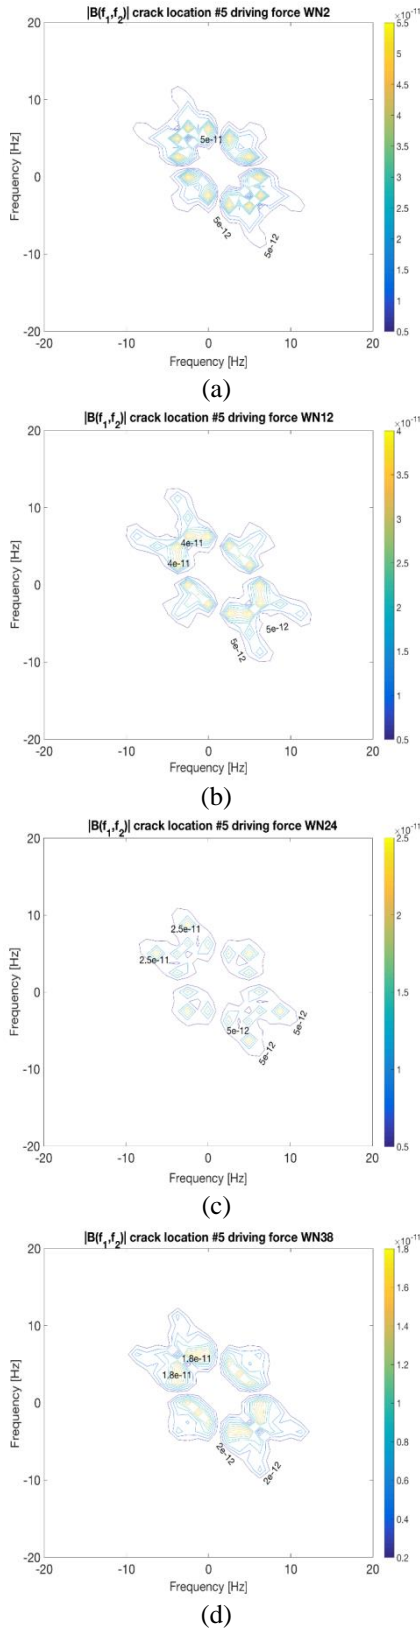 |B(f1,f2)| crack location #5 driving force WN2
×10-11
20
5.5
5
10
4.5
5e-11
4
3.5
Frequency [Hz]
0
3
2.5
5e-12
5e-12
2
-10
1.5
1
-20
0.5
-20 -10 0 10 20
Frequency [Hz]
(a)
|B(f1,f2)| crack location #5 driving force WN12
×10-11
20
4
3.5
10
3
4e-11
4e-11
2.5
Frequency [Hz]
0
2
5e-12
5e-12
1.5
-10
1
-20
0.5
-20 -10 0 10 20
Frequency [Hz]
(b)
|B(f1,f2)| crack location #5 driving force WN24
×10-11
20
2.5
10
2.5e-11
2
2.5e-11
Frequency [Hz]
0
1.5
5e-12
5e-12
5e-12
-10
1
-20
0.5
-20 -10 0 10 20
Frequency [Hz]
(c)
|B(f1,f2)| crack location #5 driving force WN38
×10-11
20
1.8
1.6
10
1.4
1.8e-11
1.8e-11
1.2
Frequency [Hz]
0
1
2e-12
2e-12
0.8
-10
0.6
0.4
-20
0.2
-20 -10 0 10 20
Frequency [Hz]
(d)